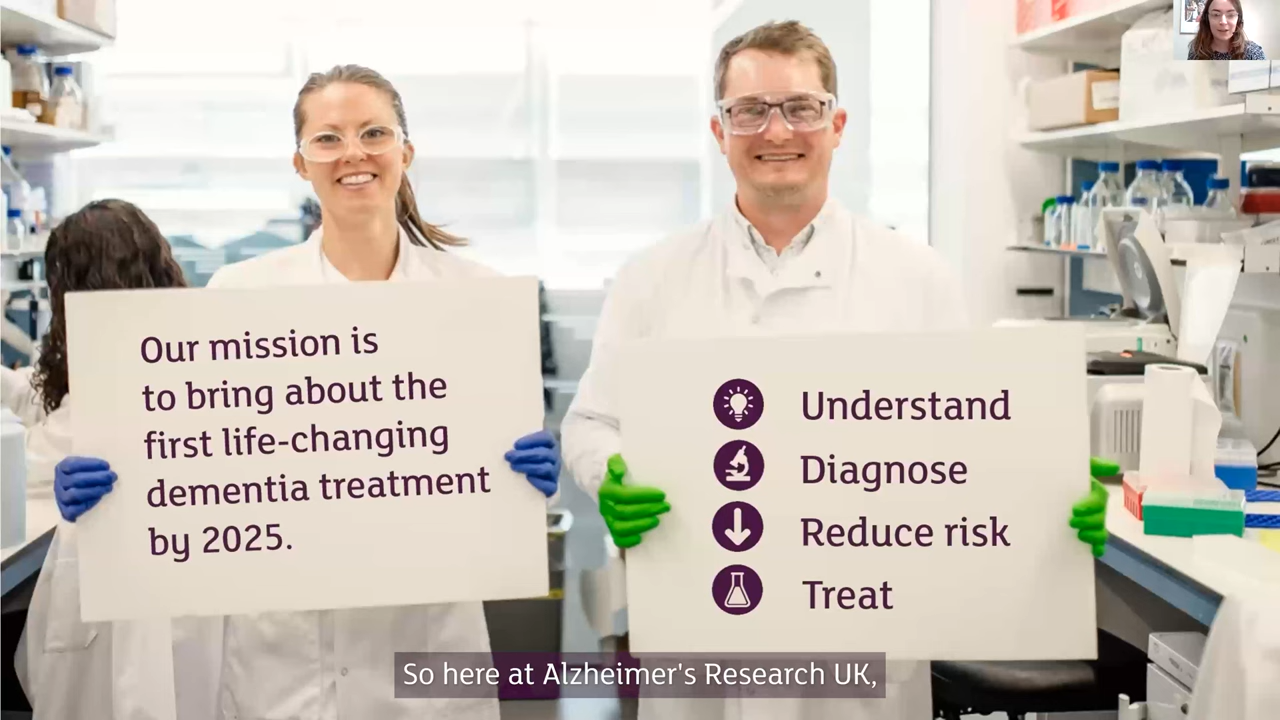 Our mission is
to bring about the
first life-changing
dementia treatment
by 2025.
Understand
Diagnose
Reduce risk
Treat
So here at Alzheimer's Research UK,